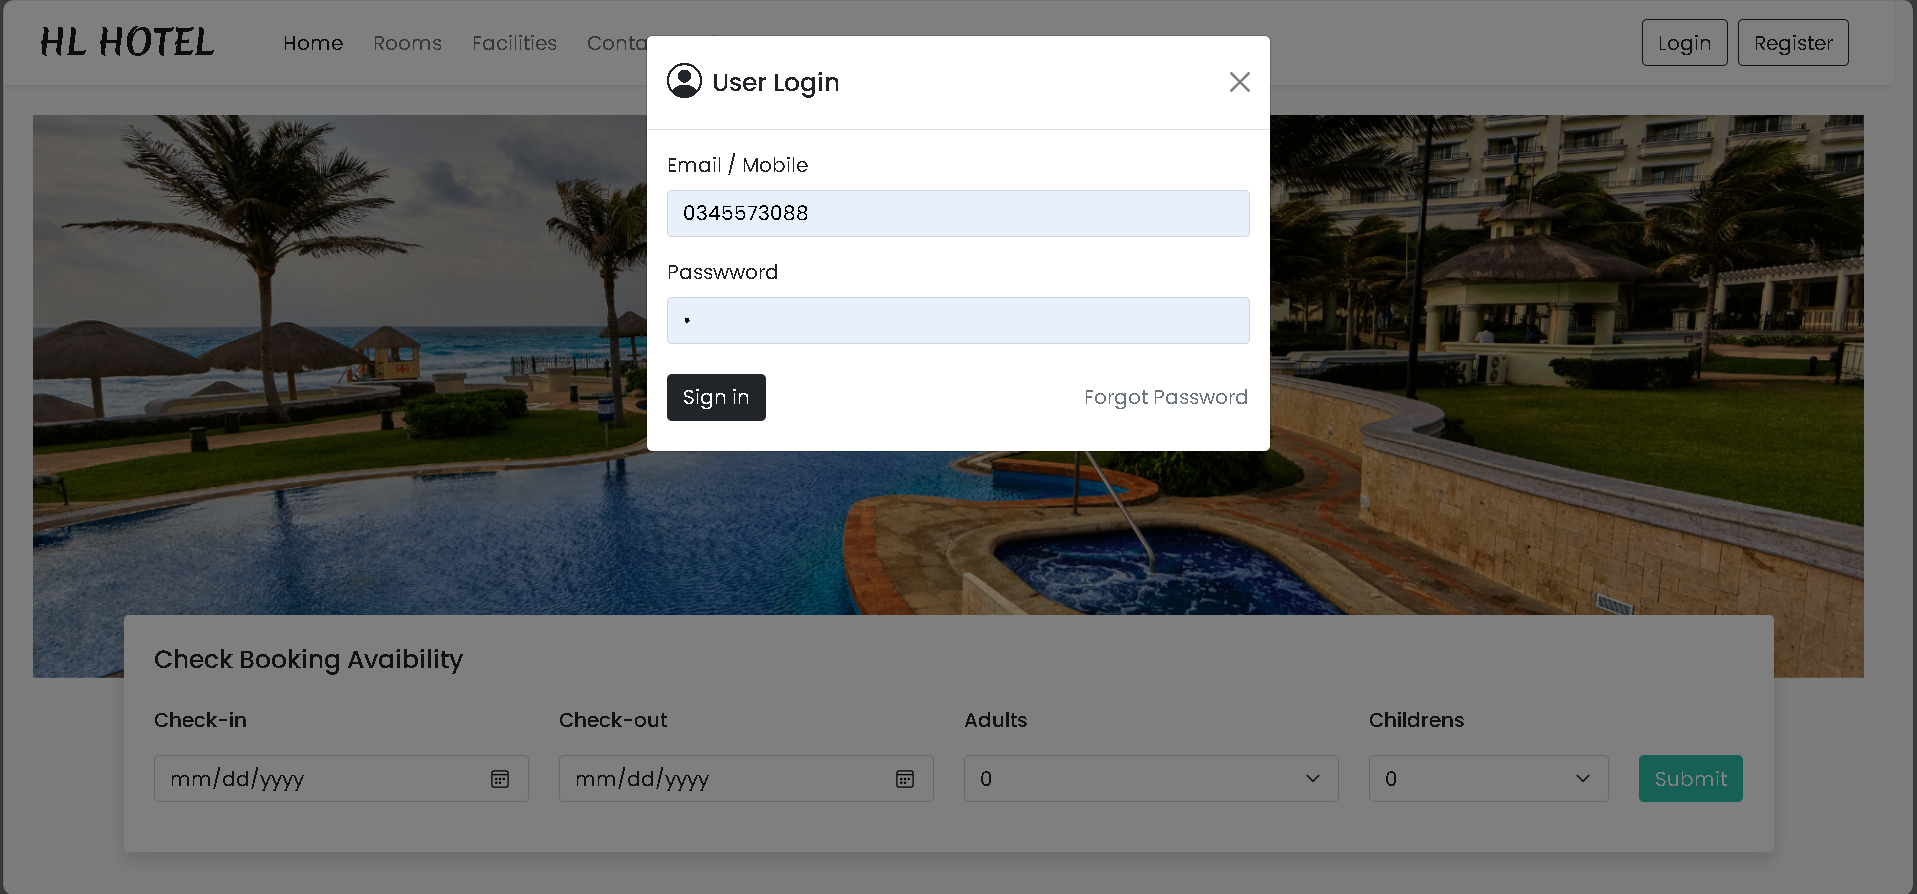 HL HOTEL
Home Rooms Facilities Conta
Login Register
User Login
Email / Mobile
0345573088
Passwword
•
Sign in
Forgot Password
Check Booking Avaibility
Check-in Check-out Adults Childrens
mm/dd/yyyy mm/dd/yyyy 0 0 Submit